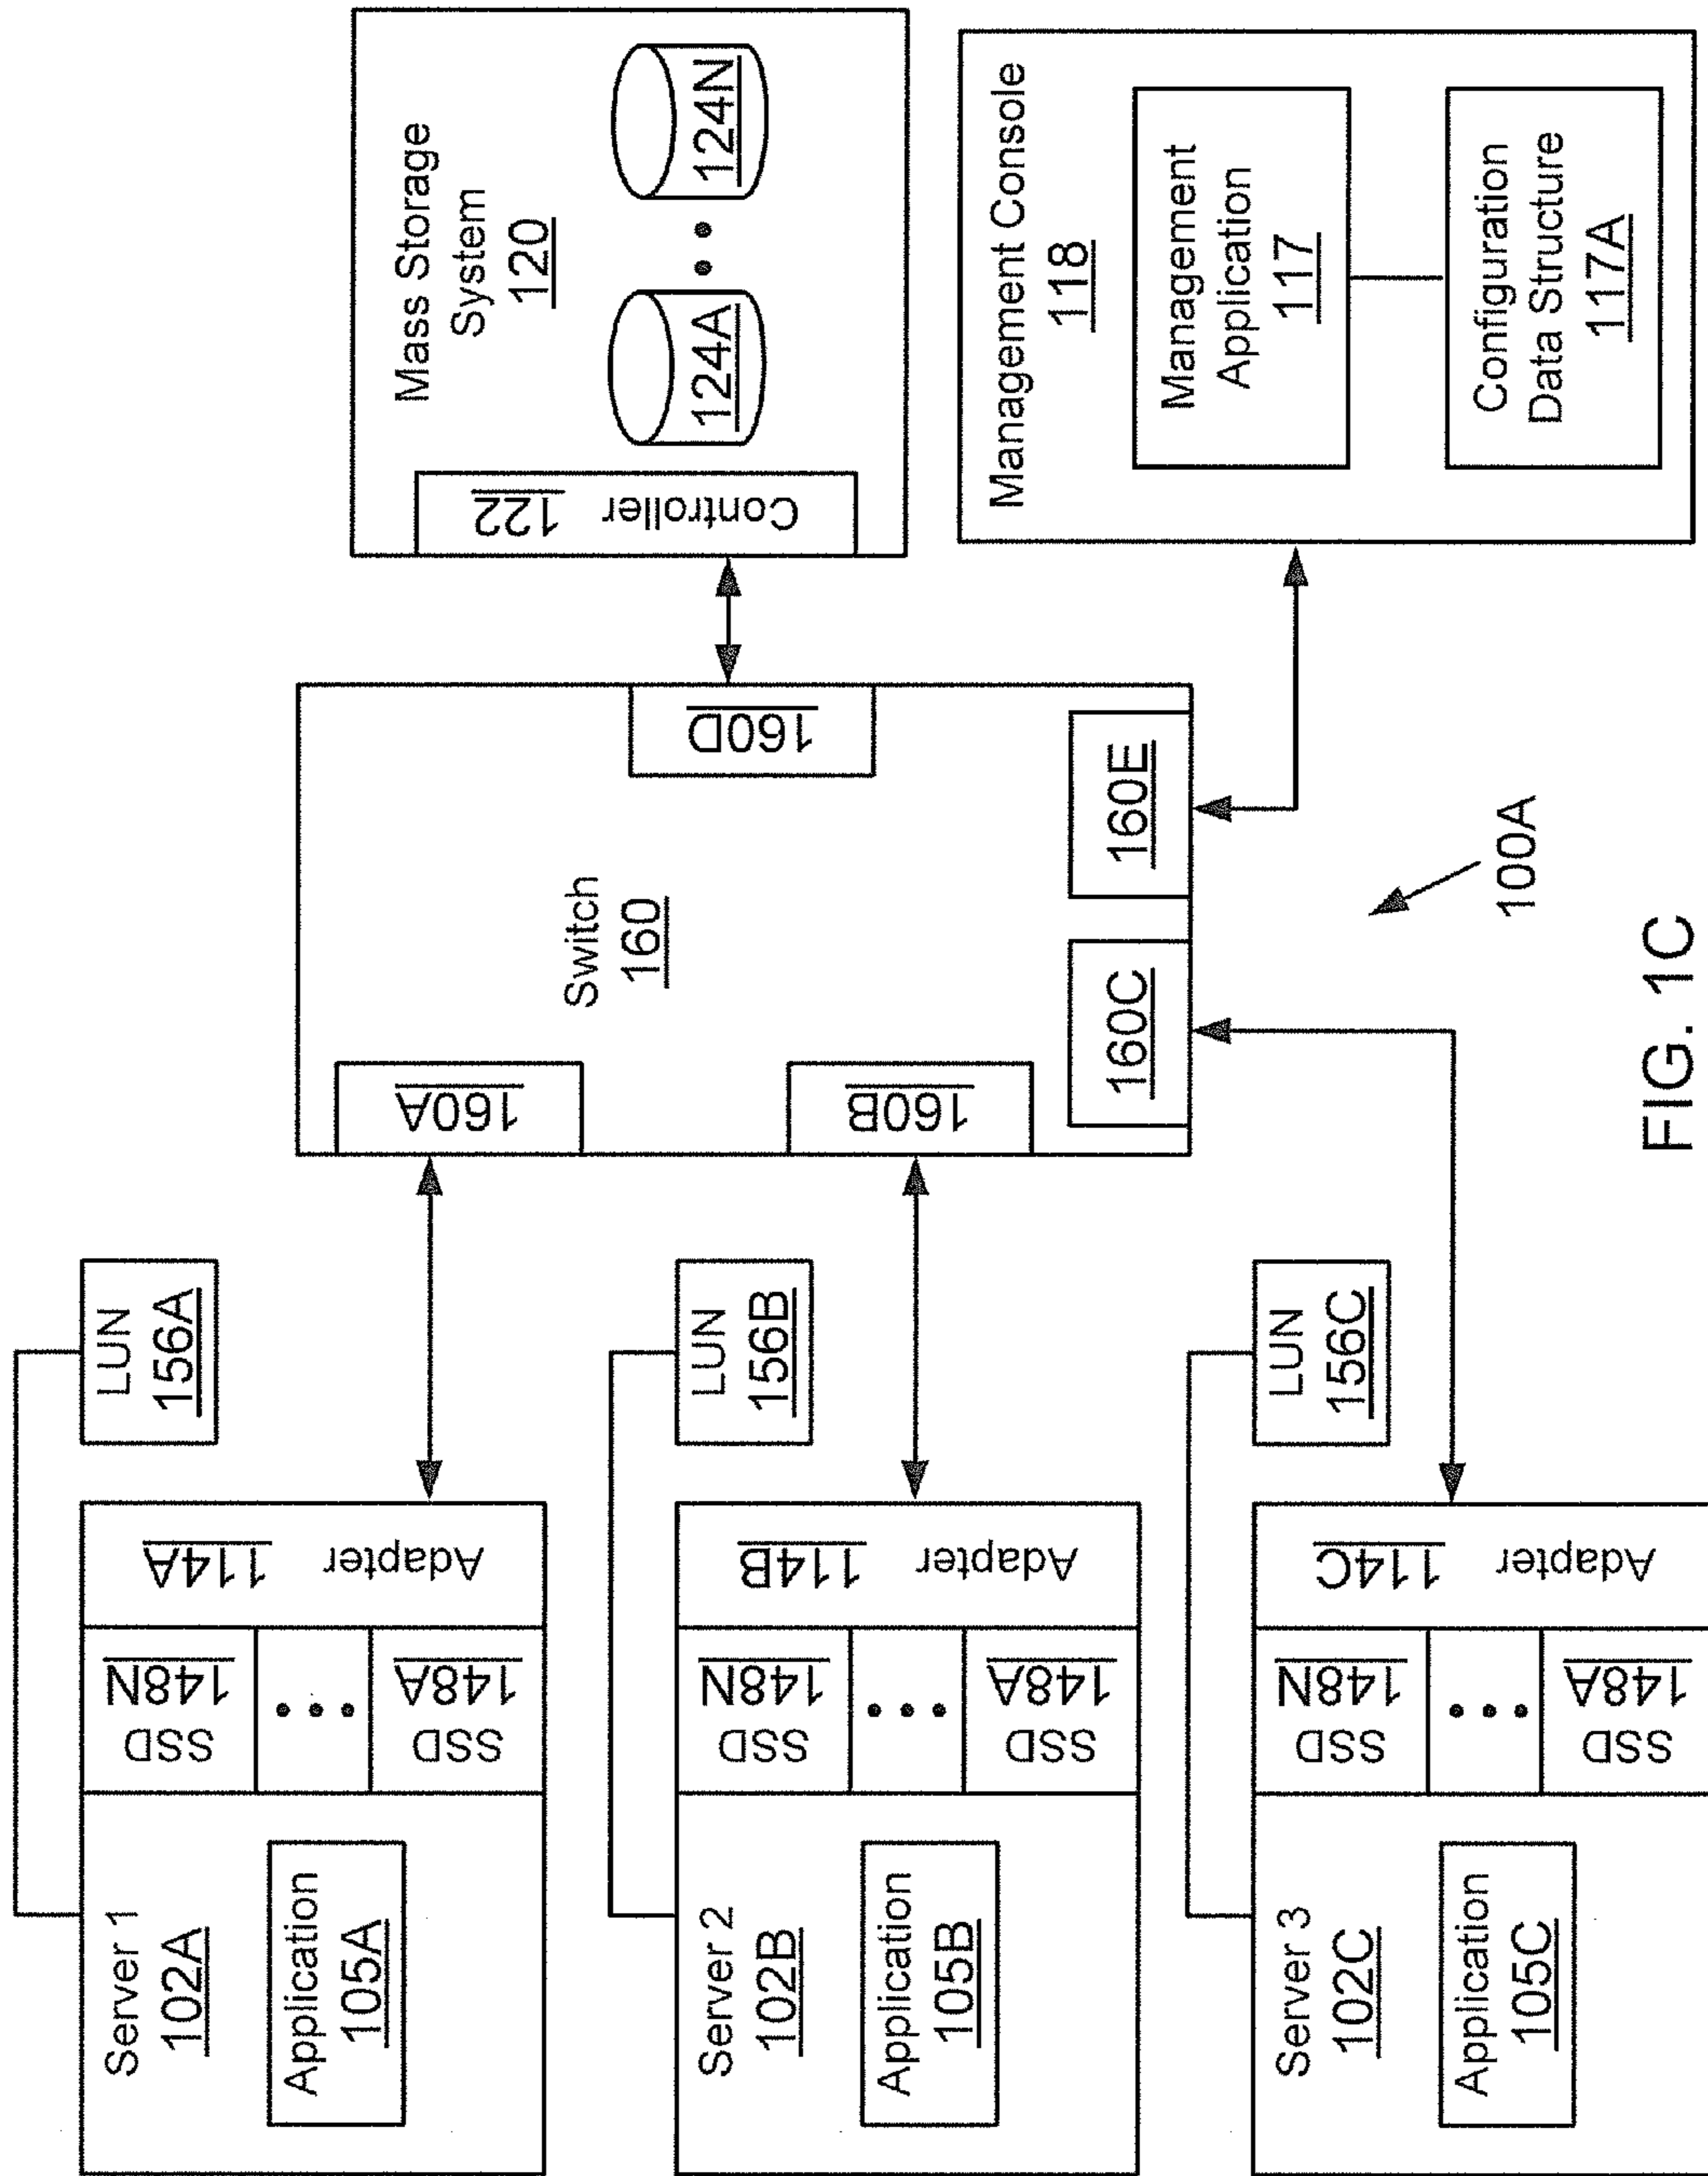 Server 1
102A
Application
105A
SSD
148N
SSD
148A
Adapter
114A
LUN
156A
Server 2
102B
Application
105B
SSD
148N
SSD
148A
Adapter
114B
LUN
156B
Server 3
102C
Application
105C
SSD
148N
SSD
148A
Adapter
114C
LUN
156C
Switch
160
160A
160B
160C
160D
160E
Mass Storage
System
120
Controller
122
124A
124N
Management Console
118
Management
Application
117
Configuration
Data Structure
117A
100A
FIG. 1C